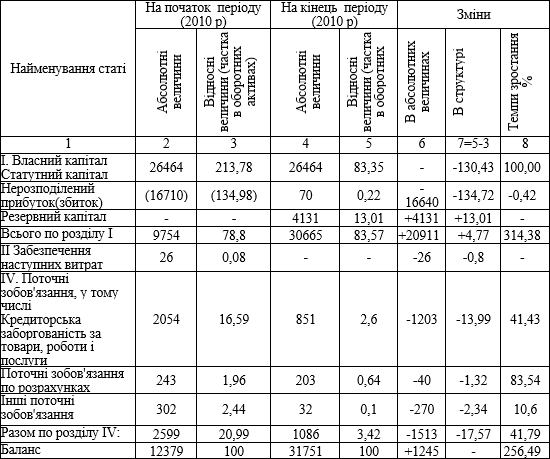 Найменування статі
На початок періоду
(2010 р)
На кінець періоду
(2010 р)
Зміни
Абсолютні
величини
Відносні
величини (частка
в оборотних
активах)
Абсолютні
величини
Відносні
величини (частка
в оборотних
В абсолютних
величинах
В структурі
Темпи зростання
%
1 2 3 4 5 6 7=5-3 8
І. Власний капітал
Статутний капітал 26464 213,78 26464 83,35 - -130,43 100,00
Нерозподілений
прибуток(збиток) (16710) (134,98) 70 0,22 -
16640 -134,72 -0,42
Резервний капітал - - 4131 13,01 +4131 +13,01 -
Всього по розділу І 9754 78,8 30665 83,57 +20911 +4,77 314,38
ІІ Забезпечення
наступних витрат 26 0,08 - - -26 -0,8 -
IV. Поточні
зобов'язання, у тому
числі
Кредиторська
заборгованість за
товари, роботи і
послуги 2054 16,59 851 2,6 -1203 -13,99 41,43
Поточні зобов'язання
по розрахунках 243 1,96 203 0,64 -40 -1,32 83,54
Інші поточні
зобов'язання 302 2,44 32 0,1 -270 -2,34 10,6
Разом по розділу IV: 2599 20,99 1086 3,42 -1513 -17,57 41,79
Баланс 12379 100 31751 100 +1245 - 256,49